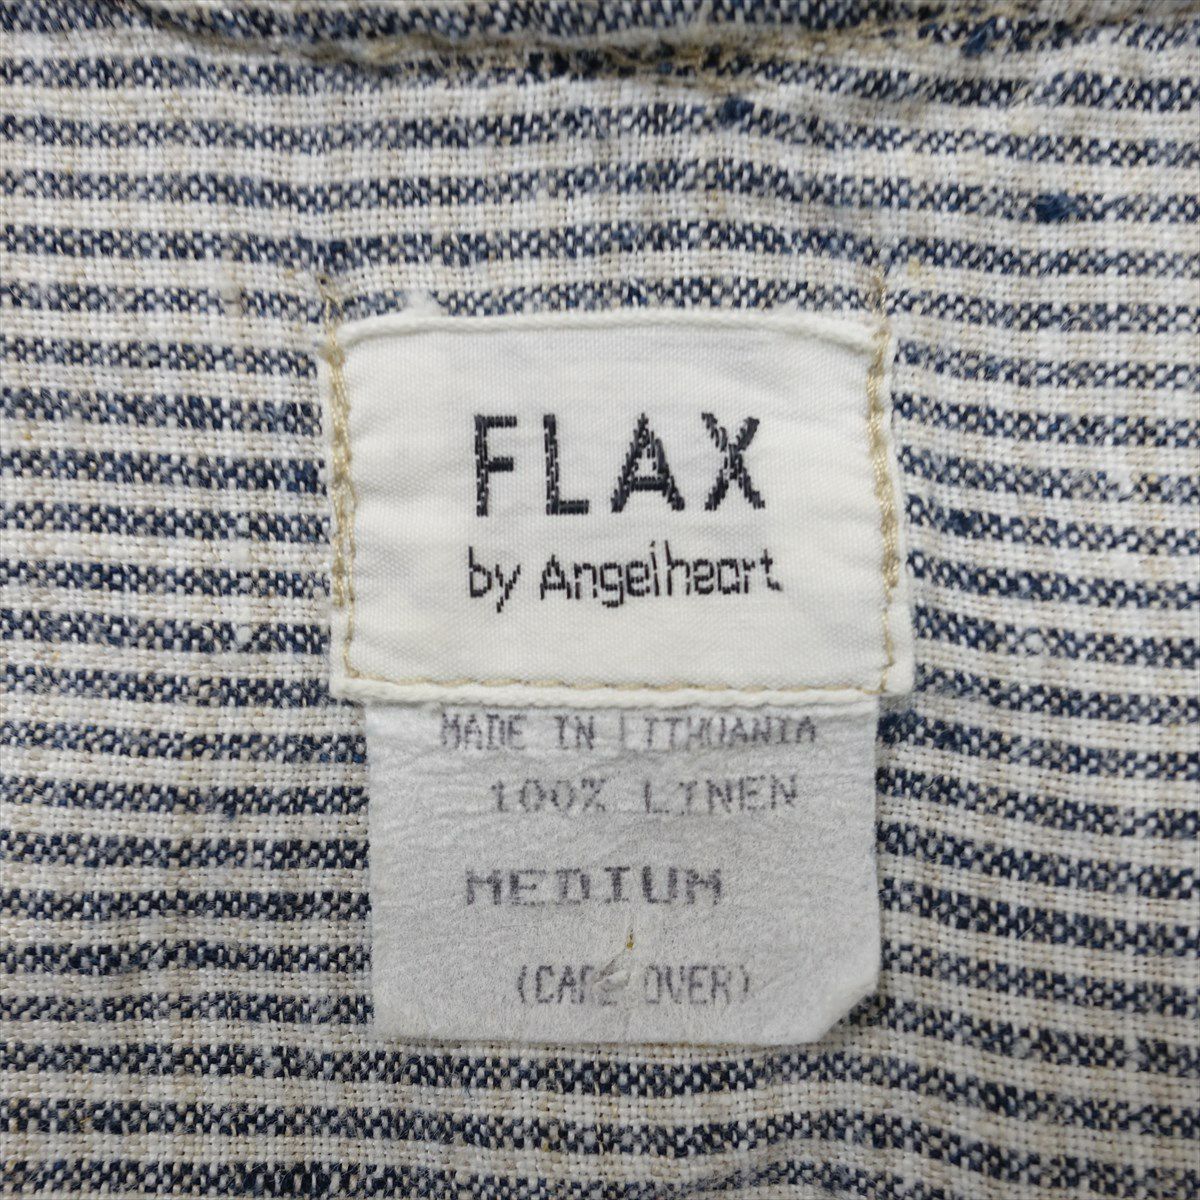 FLAX
by Angelheart
MADE IN LITHUANIA
100% LINEN
MEDIUM
(CARE OVER)